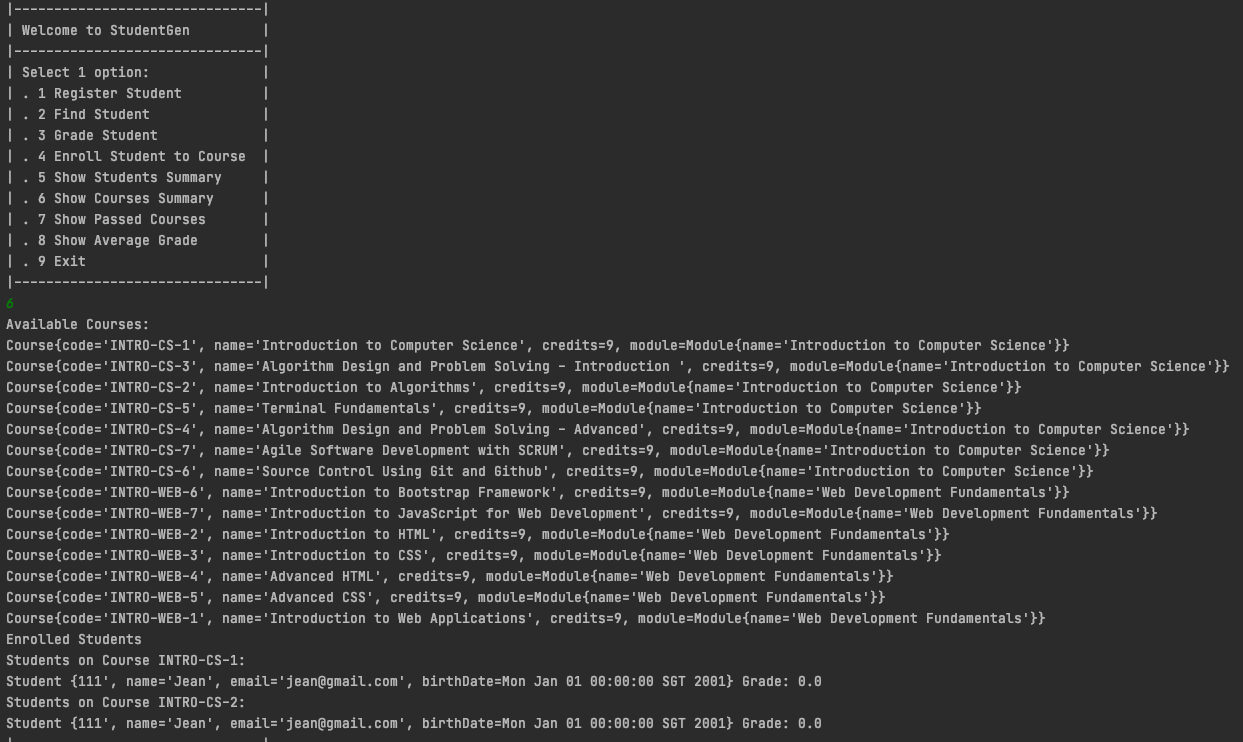 |-------------------------------|
| Welcome to StudentGen         |
|-------------------------------|
| Select 1 option:              |
| . 1 Register Student          |
| . 2 Find Student              |
| . 3 Grade Student             |
| . 4 Enroll Student to Course  |
| . 5 Show Students Summary     |
| . 6 Show Courses Summary      |
| . 7 Show Passed Courses       |
| . 8 Show Average Grade        |
| . 9 Exit                      |
|-------------------------------|
6
Available Courses:
Course{code='INTRO-CS-1', name='Introduction to Computer Science', credits=9, module=Module{name='Introduction to Computer Science'}}
Course{code='INTRO-CS-3', name='Algorithm Design and Problem Solving - Introduction ', credits=9, module=Module{name='Introduction to Computer Science'}}
Course{code='INTRO-CS-2', name='Introduction to Algorithms', credits=9, module=Module{name='Introduction to Computer Science'}}
Course{code='INTRO-CS-5', name='Terminal Fundamentals', credits=9, module=Module{name='Introduction to Computer Science'}}
Course{code='INTRO-CS-4', name='Algorithm Design and Problem Solving - Advanced', credits=9, module=Module{name='Introduction to Computer Science'}}
Course{code='INTRO-CS-7', name='Agile Software Development with SCRUM', credits=9, module=Module{name='Introduction to Computer Science'}}
Course{code='INTRO-CS-6', name='Source Control Using Git and Github', credits=9, module=Module{name='Introduction to Computer Science'}}
Course{code='INTRO-WEB-6', name='Introduction to Bootstrap Framework', credits=9, module=Module{name='Web Development Fundamentals'}}
Course{code='INTRO-WEB-7', name='Introduction to JavaScript for Web Development', credits=9, module=Module{name='Web Development Fundamentals'}}
Course{code='INTRO-WEB-2', name='Introduction to HTML', credits=9, module=Module{name='Web Development Fundamentals'}}
Course{code='INTRO-WEB-3', name='Introduction to CSS', credits=9, module=Module{name='Web Development Fundamentals'}}
Course{code='INTRO-WEB-4', name='Advanced HTML', credits=9, module=Module{name='Web Development Fundamentals'}}
Course{code='INTRO-WEB-5', name='Advanced CSS', credits=9, module=Module{name='Web Development Fundamentals'}}
Course{code='INTRO-WEB-1', name='Introduction to Web Applications', credits=9, module=Module{name='Web Development Fundamentals'}}
Enrolled Students
Students on Course INTRO-CS-1:
Student {111', name='Jean', email='jean@gmail.com', birthDate=Mon Jan 01 00:00:00 SGT 2001} Grade: 0.0
Students on Course INTRO-CS-2:
Student {111', name='Jean', email='jean@gmail.com', birthDate=Mon Jan 01 00:00:00 SGT 2001} Grade: 0.0